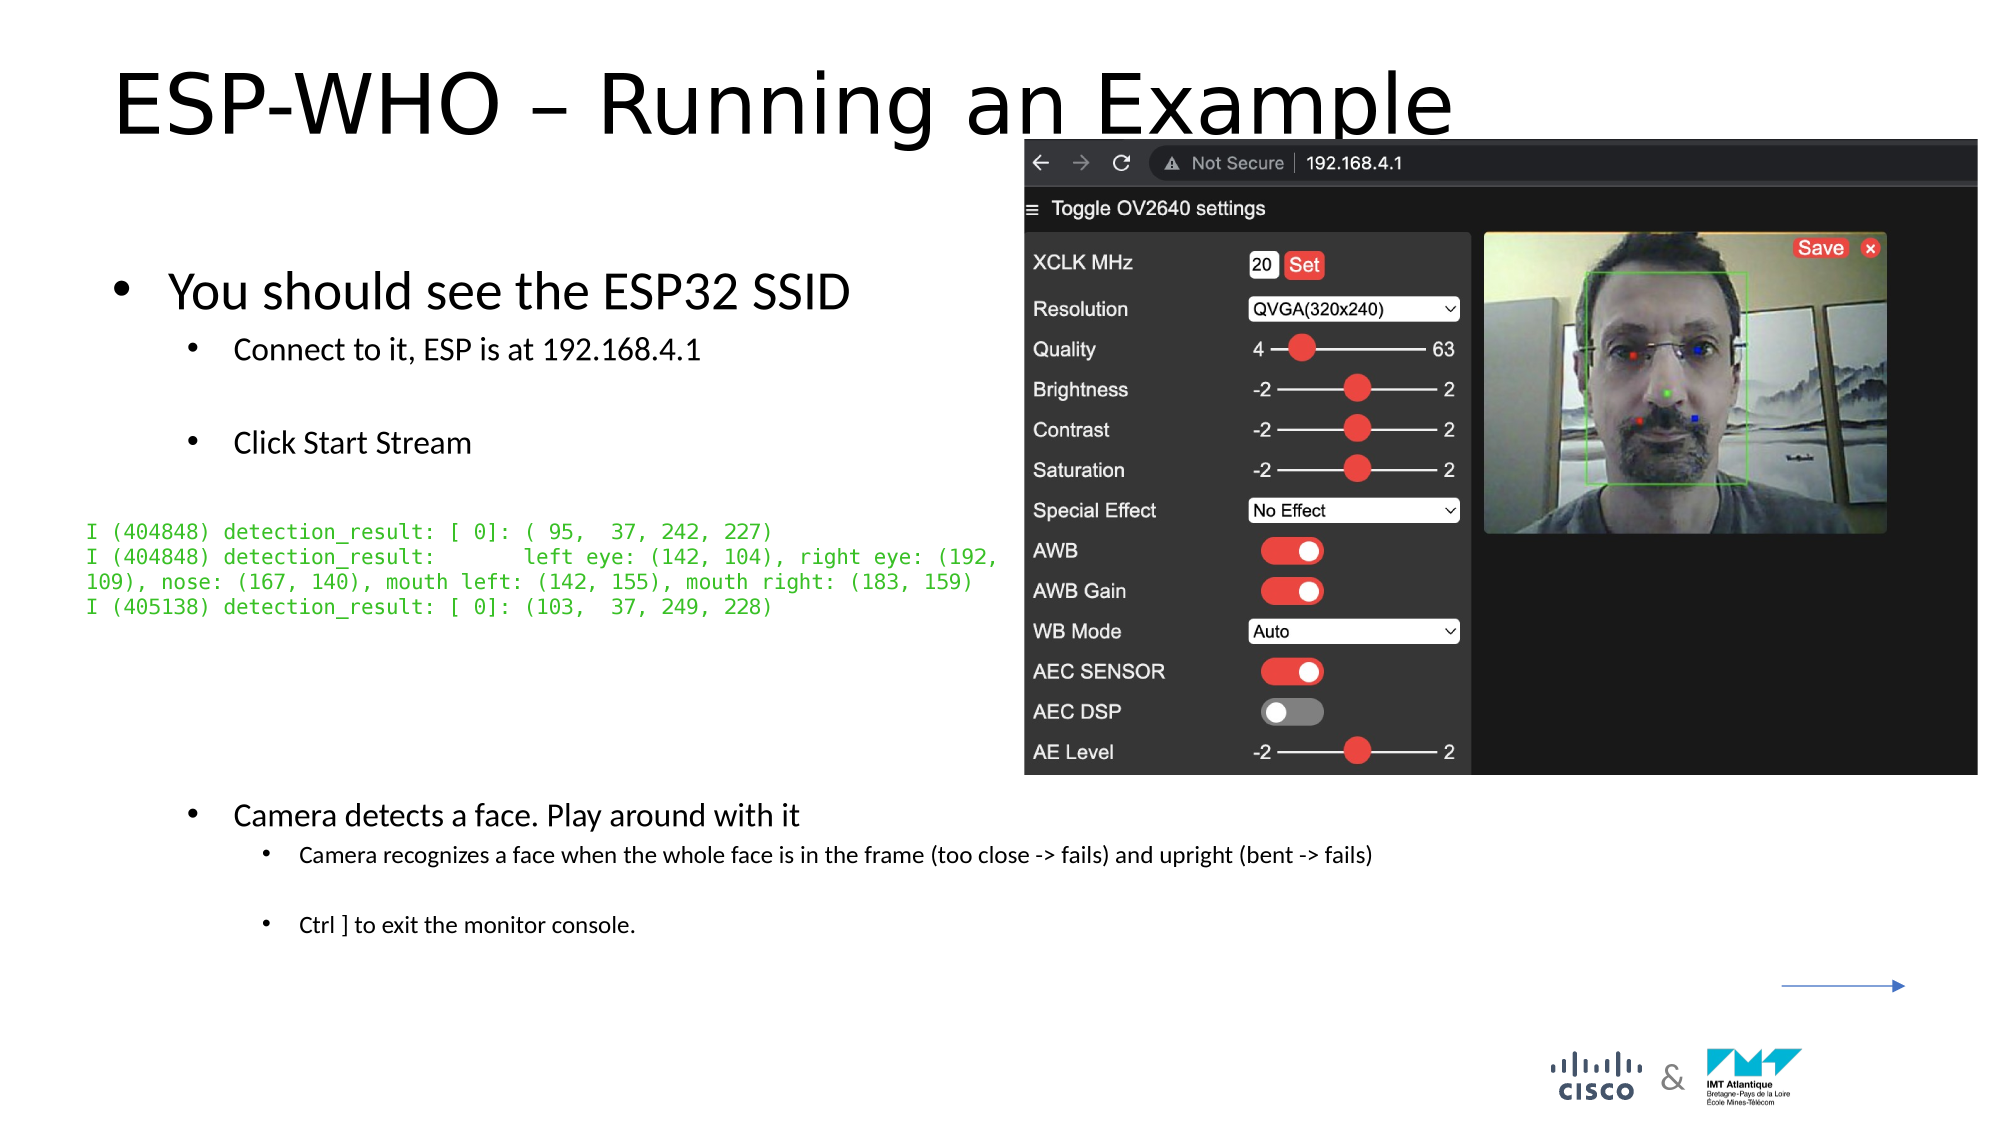 ESP-WHO – Running an Example
• You should see the ESP32 SSID
• Connect to it, ESP is at 192.168.4.1
• Click Start Stream
I (404848) detection_result: [ 0]: ( 95,  37, 242, 227)
I (404848) detection_result:       left eye: (142, 104), right eye: (192,
109), nose: (167, 140), mouth left: (142, 155), mouth right: (183, 159)
I (405138) detection_result: [ 0]: (103,  37, 249, 228)
Not Secure | 192.168.4.1
≡ Toggle OV2640 settings
XCLK MHz 20 Set
Resolution QVGA(320x240)
Quality 4 63
Brightness -2 2
Contrast -2 2
Saturation -2 2
Special Effect No Effect
AWB
AWB Gain
WB Mode Auto
AEC SENSOR
AEC DSP
AE Level -2 2
Save ×
• Camera detects a face. Play around with it
• Camera recognizes a face when the whole face is in the frame (too close -> fails) and upright (bent -> fails)
• Ctrl ] to exit the monitor console.
CISCO & IMT Atlantique
Bretagne-Pays de la Loire
École Mines-Télécom